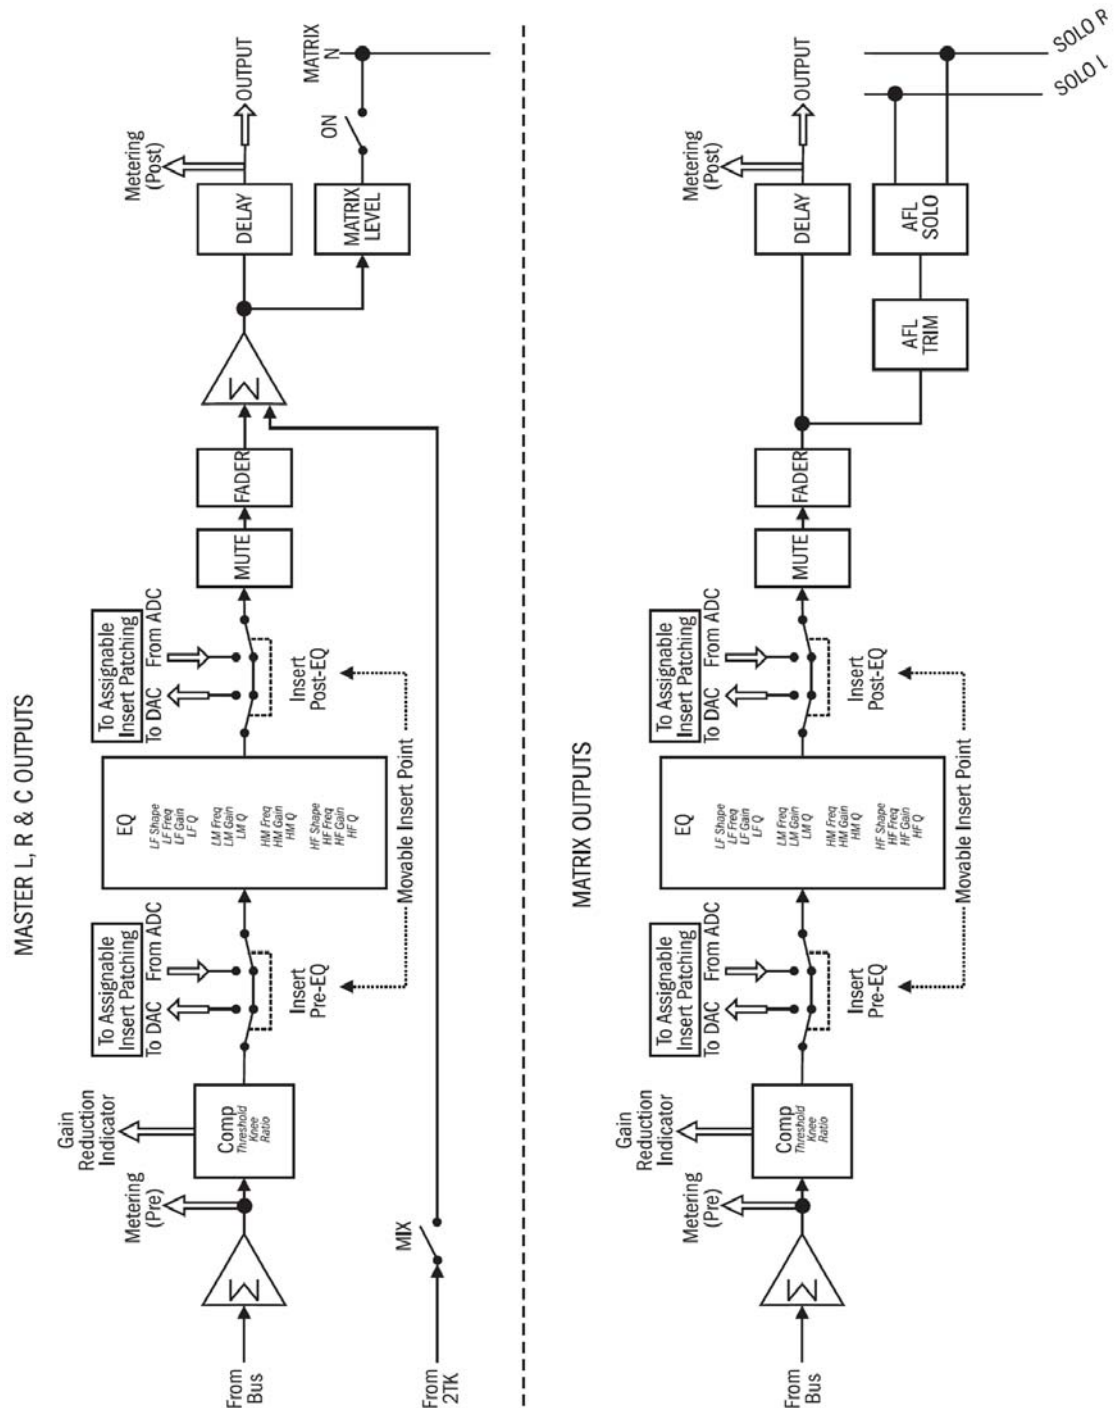 MASTER L, R & C OUTPUTS
From
Bus
Σ
Metering
(Pre)
Gain
Reduction
Indicator
Comp
Threshold
Knee
Ratio
To Assignable
Insert Patching
To DAC
From ADC
Insert
Pre-EQ
EQ
LF Shape
LF Freq
LF Gain
LF Q
LM Freq
LM Gain
LM Q
HM Freq
HM Gain
HM Q
HF Shape
HF Freq
HF Gain
HF Q
Movable Insert Point
To Assignable
Insert Patching
To DAC
From ADC
Insert
Post-EQ
MUTE
FADER
Σ
DELAY
Metering
(Post)
OUTPUT
MATRIX
LEVEL
ON
MATRIX
N
From
2TK
MIX
MATRIX OUTPUTS
From
Bus
Σ
Metering
(Pre)
Gain
Reduction
Indicator
Comp
Threshold
Knee
Ratio
To Assignable
Insert Patching
To DAC
From ADC
Insert
Pre-EQ
EQ
LF Shape
LF Freq
LF Gain
LF Q
LM Freq
LM Gain
LM Q
HM Freq
HM Gain
HM Q
HF Shape
HF Freq
HF Gain
HF Q
Movable Insert Point
To Assignable
Insert Patching
To DAC
From ADC
Insert
Post-EQ
MUTE
FADER
DELAY
Metering
(Post)
OUTPUT
AFL
TRIM
AFL
SOLO
SOLO L
SOLO R